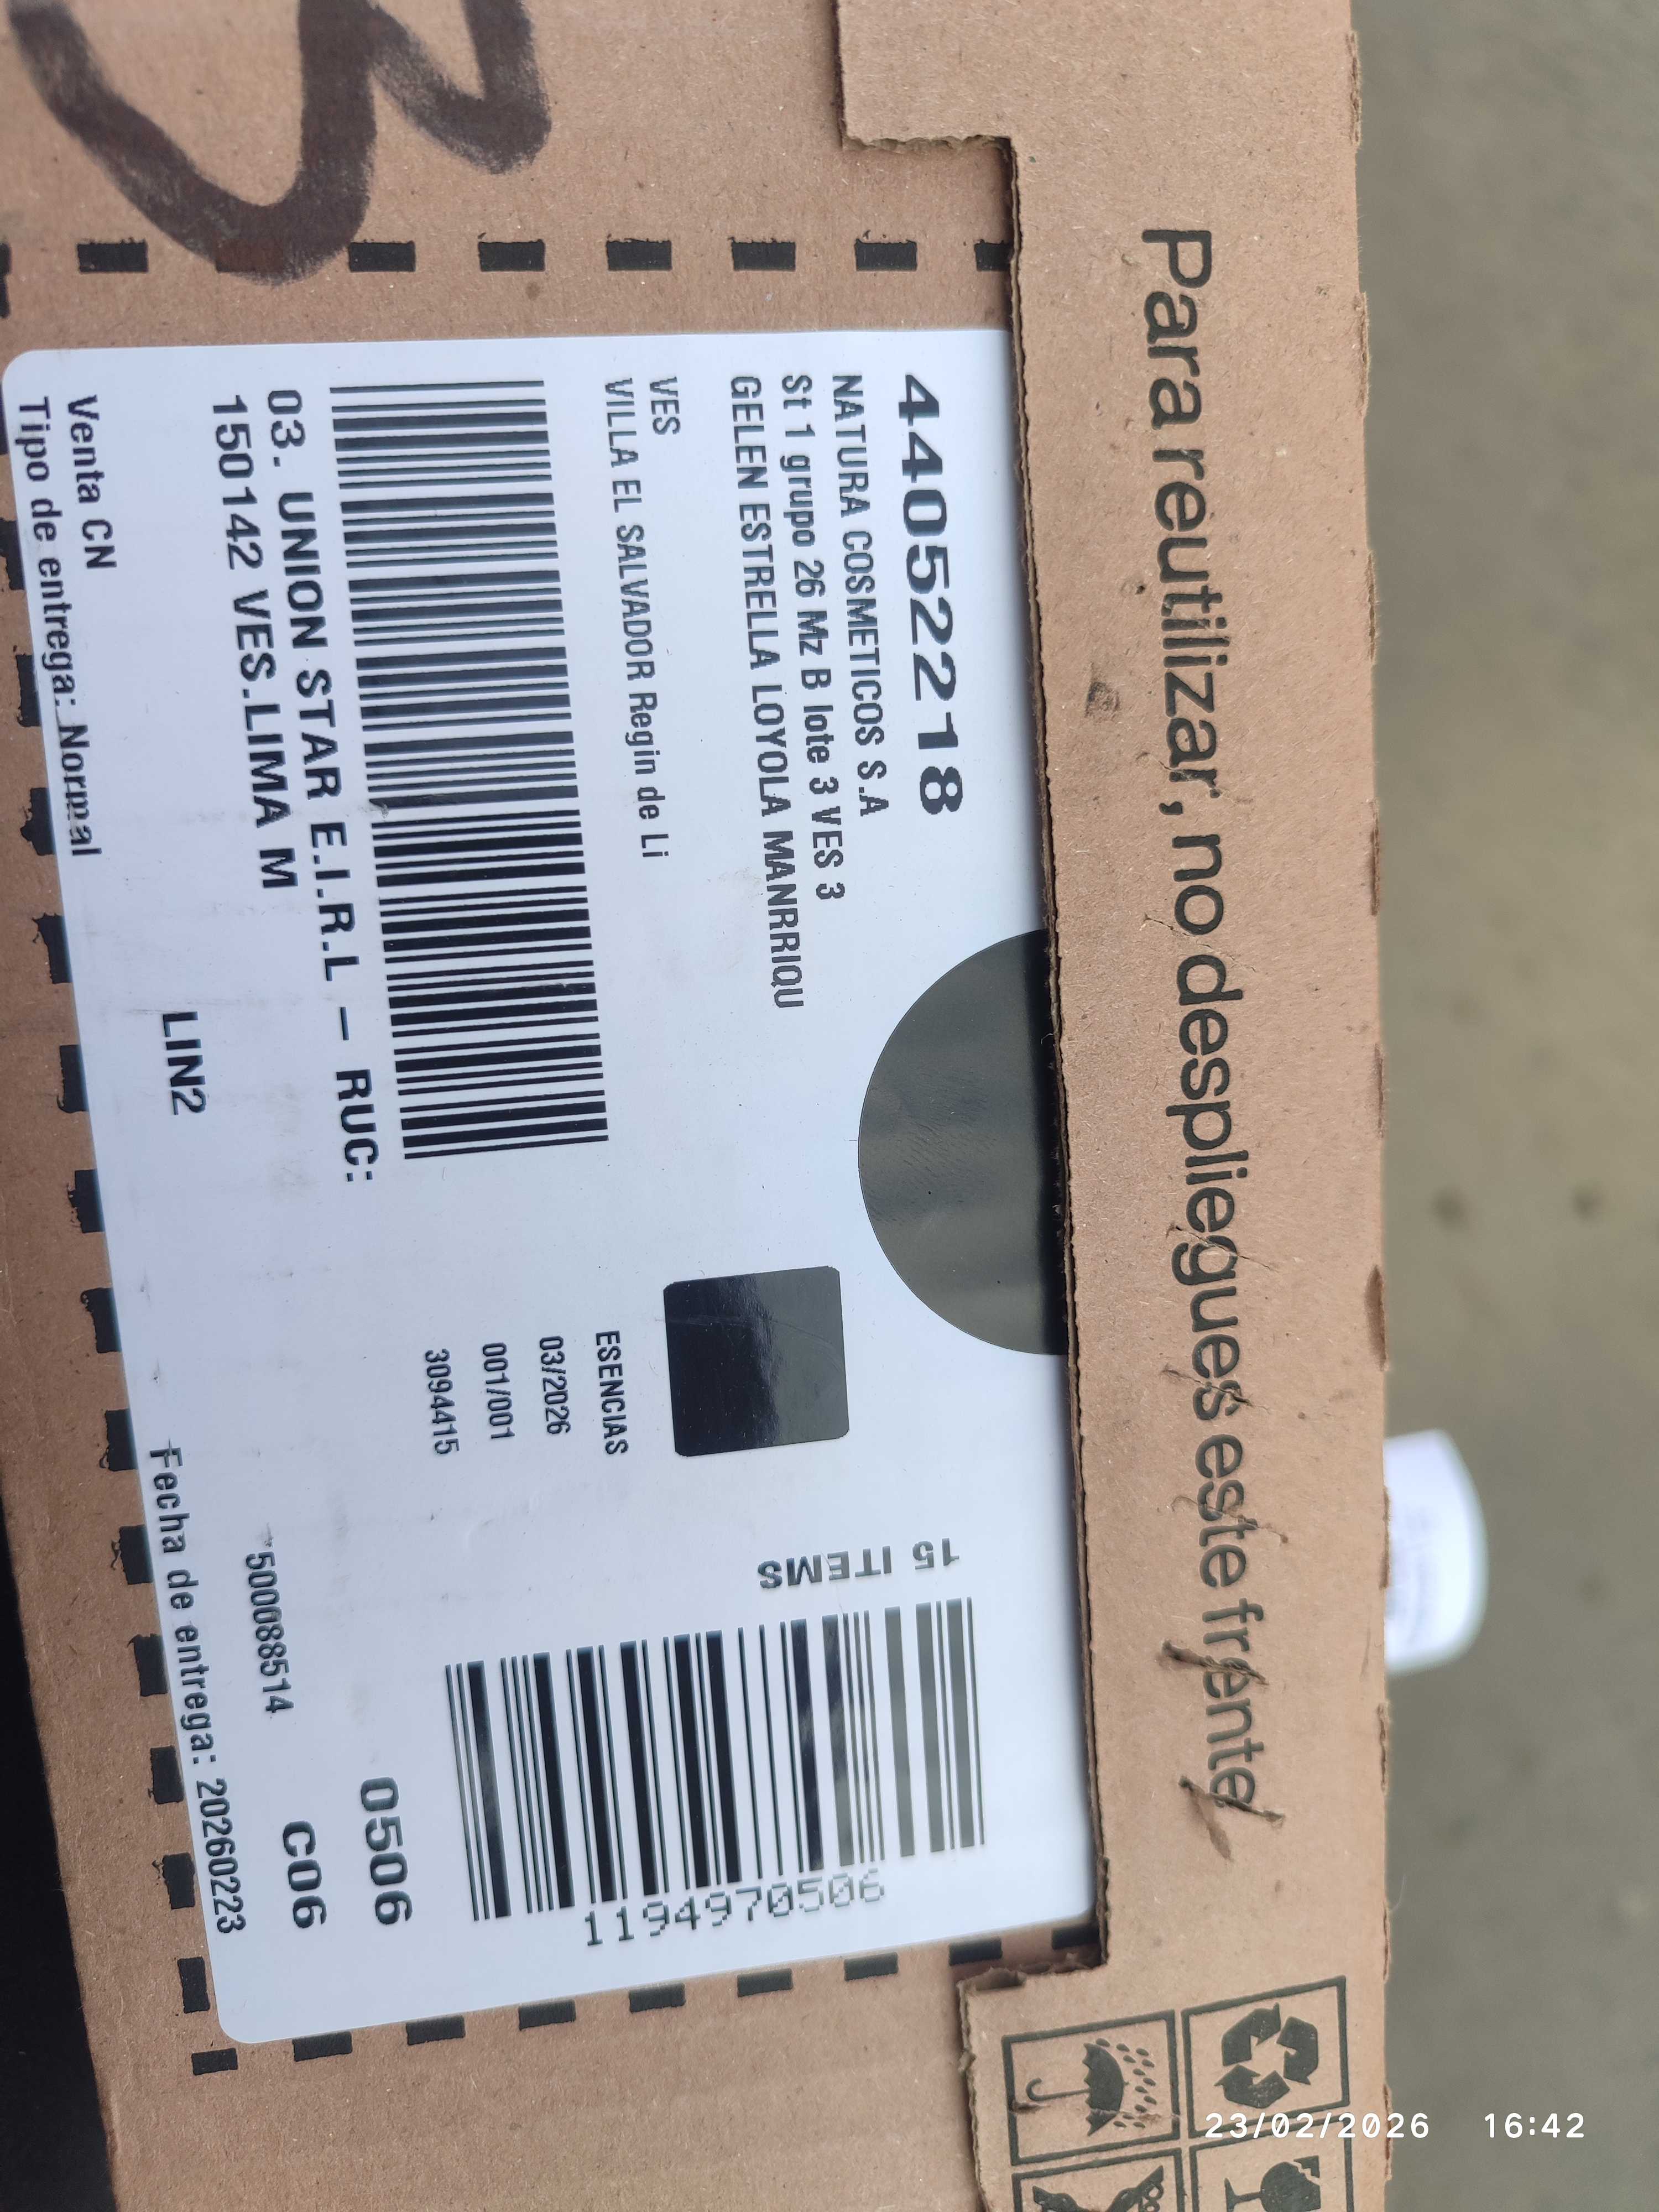 Para reutilizar, no despliegues este frente
440522218
NATURA COSMETICOS S.A
St 1 grupo 26 Mz B lote 3 VES 3
GELEN ESTRELLA LOYOLA MANRRIQU
VES
VILLA EL SALVADOR Regin de Li
03. UNION STAR E.I.R.L – RUC:
150142 VES.LIMA M
LIN2
Venta CN
Tipo de entrega: Normal
15 ITEMS
1194970506
ESENCIAS
03/2026
001/001
3094415
0506
C06
500088514
Fecha de entrega: 20260223
23/02/2026 16:42